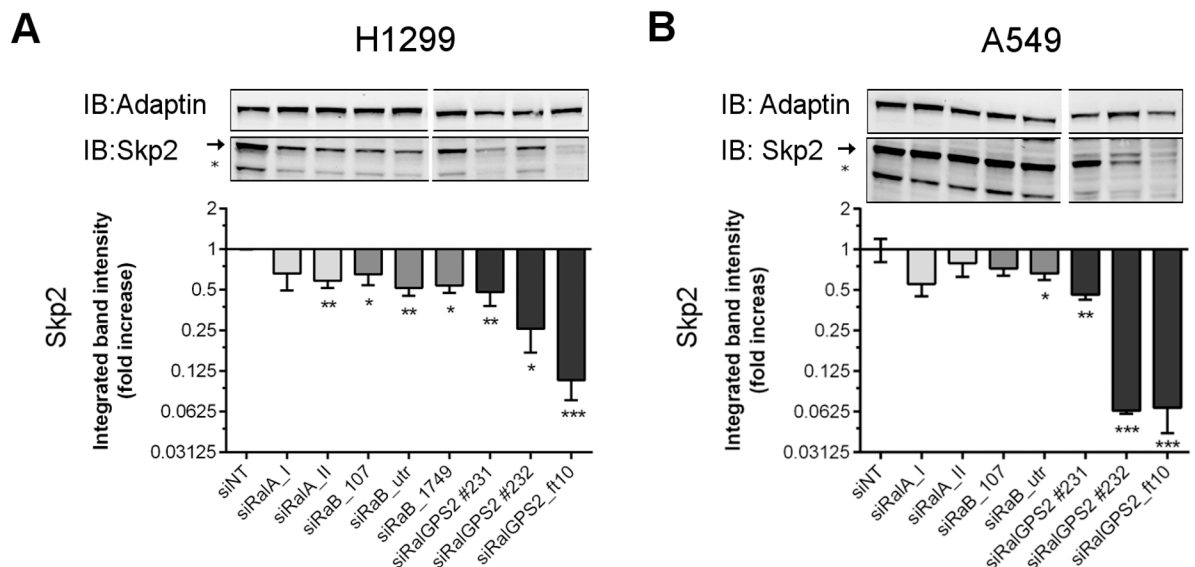 A
H1299
IB:Adaptin
IB:Skp2
*
Skp2
Integrated band intensity
(fold increase)
2
1
0.5
0.25
0.125
0.0625
0.03125
**
*
**
*
**
*
***
siNT
siRalA_I
siRalA_II
siRaB_107
siRaB_utr
siRaB_1749
siRalGPS2 #231
siRalGPS2 #232
siRalGPS2_ft10
B
A549
IB: Adaptin
IB: Skp2
*
Skp2
Integrated band intensity
(fold increas)
2
1
0.5
0.25
0.125
0.0625
0.03125
*
**
***
***
siNT
siRalA_I
siRalA_II
siRaB_107
siRaB_utr
siRalGPS2 #231
siRalGPS2 #232
siRalGPS2_ft10